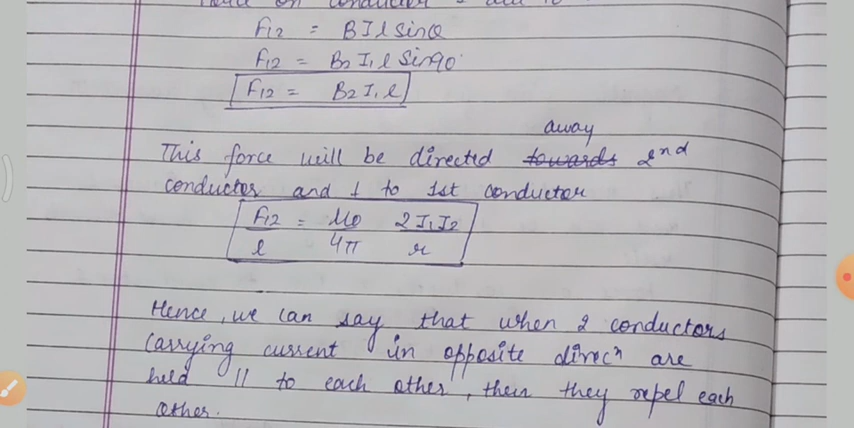 on conductor
F12 = BIl sinθ
F12 = B2 I1 l Sin90°
F12 = B2 I1 l
away
This force will be directed towards 2nd
conductor and ⊥ to 1st conductor
F12/l = μ0/4π 2I1I2/r
Hence, we can say that when 2 conductors
Carrying current in opposite direcn are
held || to each other, then they repel each
other.